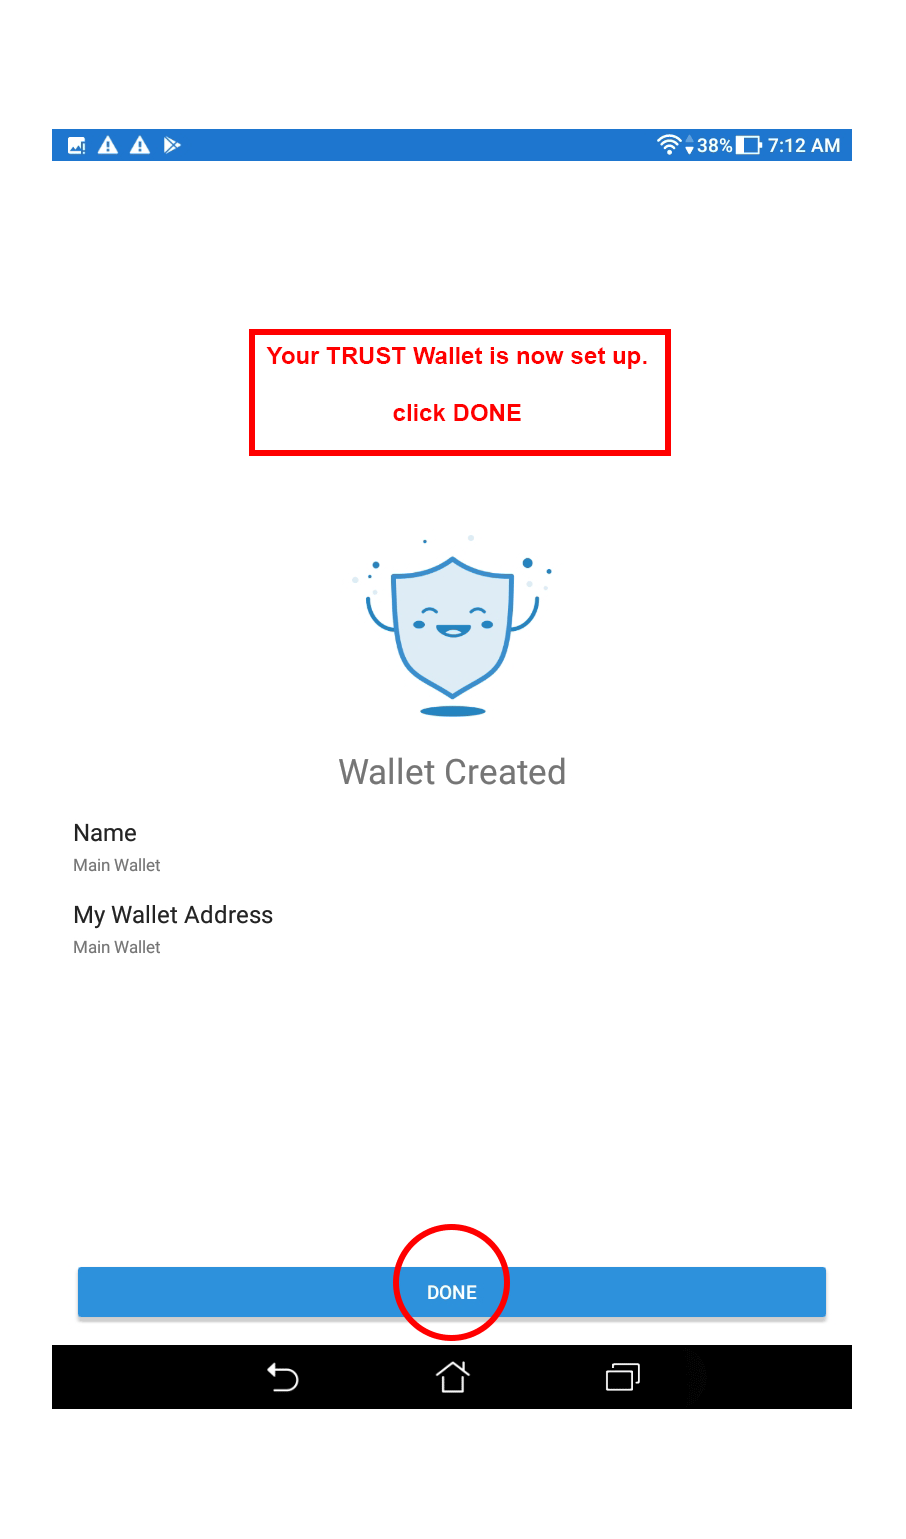 38% 7:12 AM
Your TRUST Wallet is now set up.
click DONE
Wallet Created
Name
Main Wallet
My Wallet Address
Main Wallet
DONE